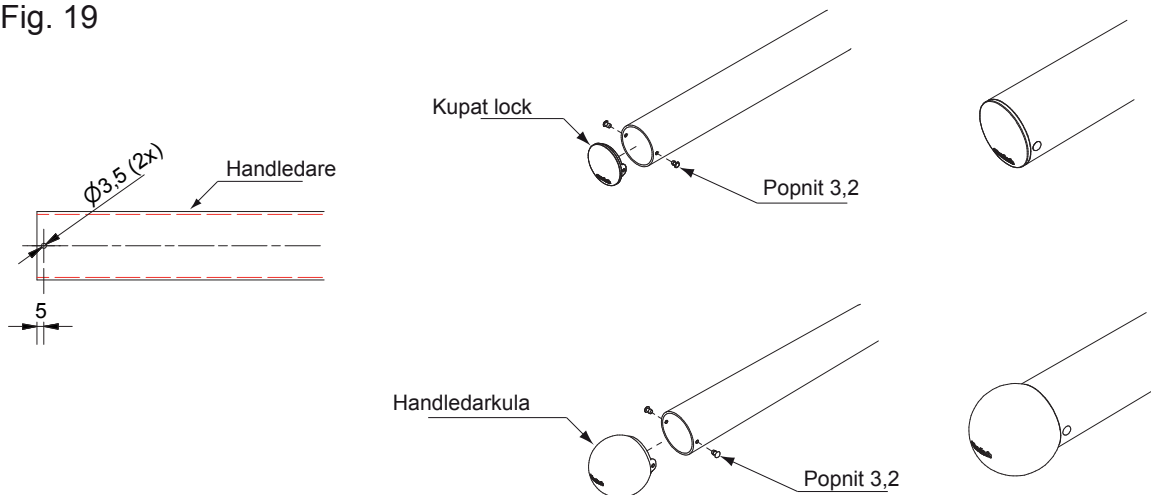 Fig. 19
Kupat lock
Popnit 3,2
Ø3,5 (2x)
Handledare
5
Handledarkula
Popnit 3,2